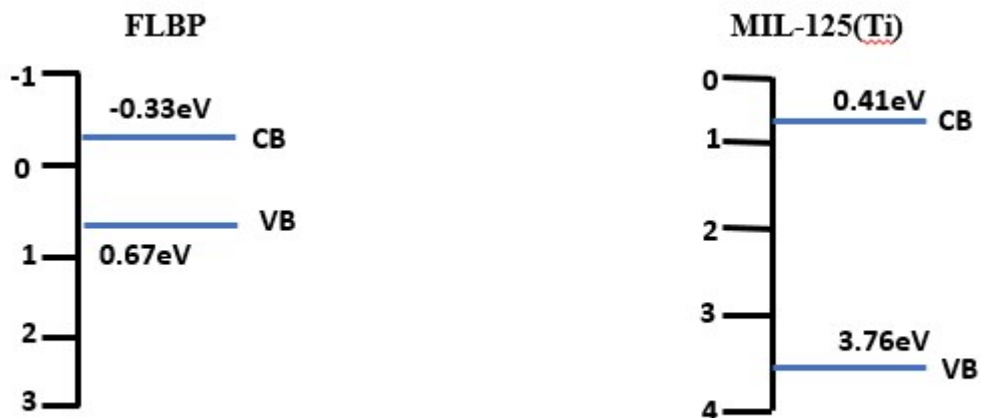 FLBP
-1
-0.33eV
CB
0
VB
1
0.67eV
2
3
MIL-125(Ti)
0
0.41eV
CB
1
2
3
3.76eV
VB
4